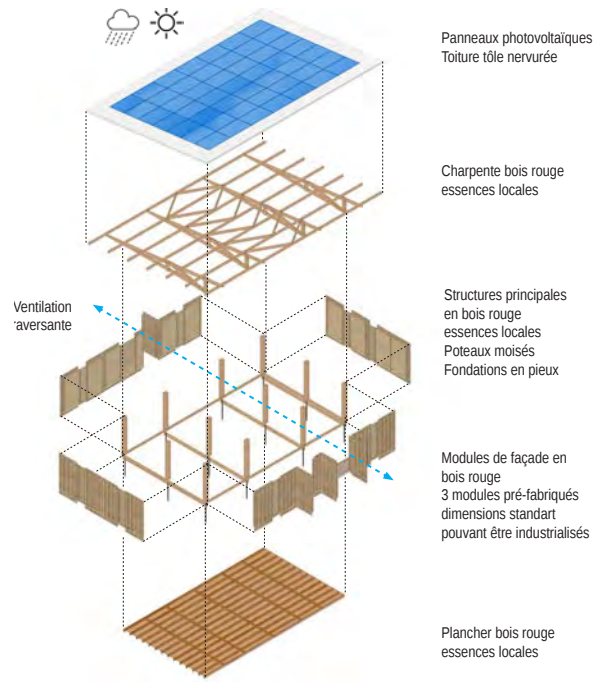 Panneaux photovoltaïques
Toiture tôle nervurée
Charpente bois rouge
essences locales
Structures principales
en bois rouge
essences locales
Poteaux moisés
Fondations en pieux
Ventilation
raversante
Modules de façade en
bois rouge
3 modules pré-fabriqués
dimensions standart
pouvant être industrialisés
Plancher bois rouge
essences locales